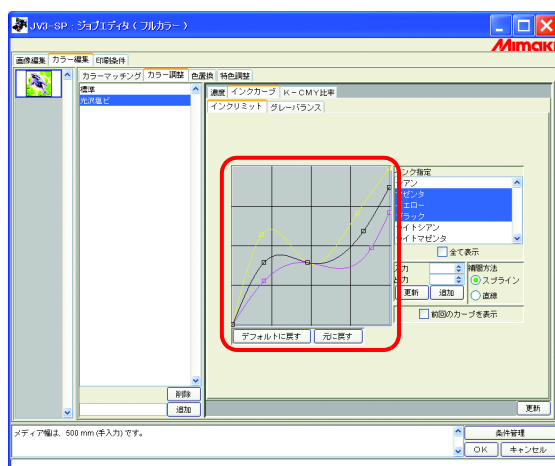 JV3-SP : ジョブエディタ ( フルカラー )
Mimaki
画像編集 カラー編集 印刷条件
カラーマッチング カラー調整 色置換 特色調整
標準
光沢塩ビ
濃度 インクカーブ K-CMY比率
インクリミット グレーバランス
インク指定
シアン
マゼンタ
イエロー
ブラック
ライトシアン
ライトマゼンタ
全て表示
入力
出力
更新 追加
補間方法
スプライン
直線
前回のカーブを表示
デフォルトに戻す 元に戻す
削除
追加
更新
メディア幅は、500 mm (手入力) です。
条件管理
OK キャンセル